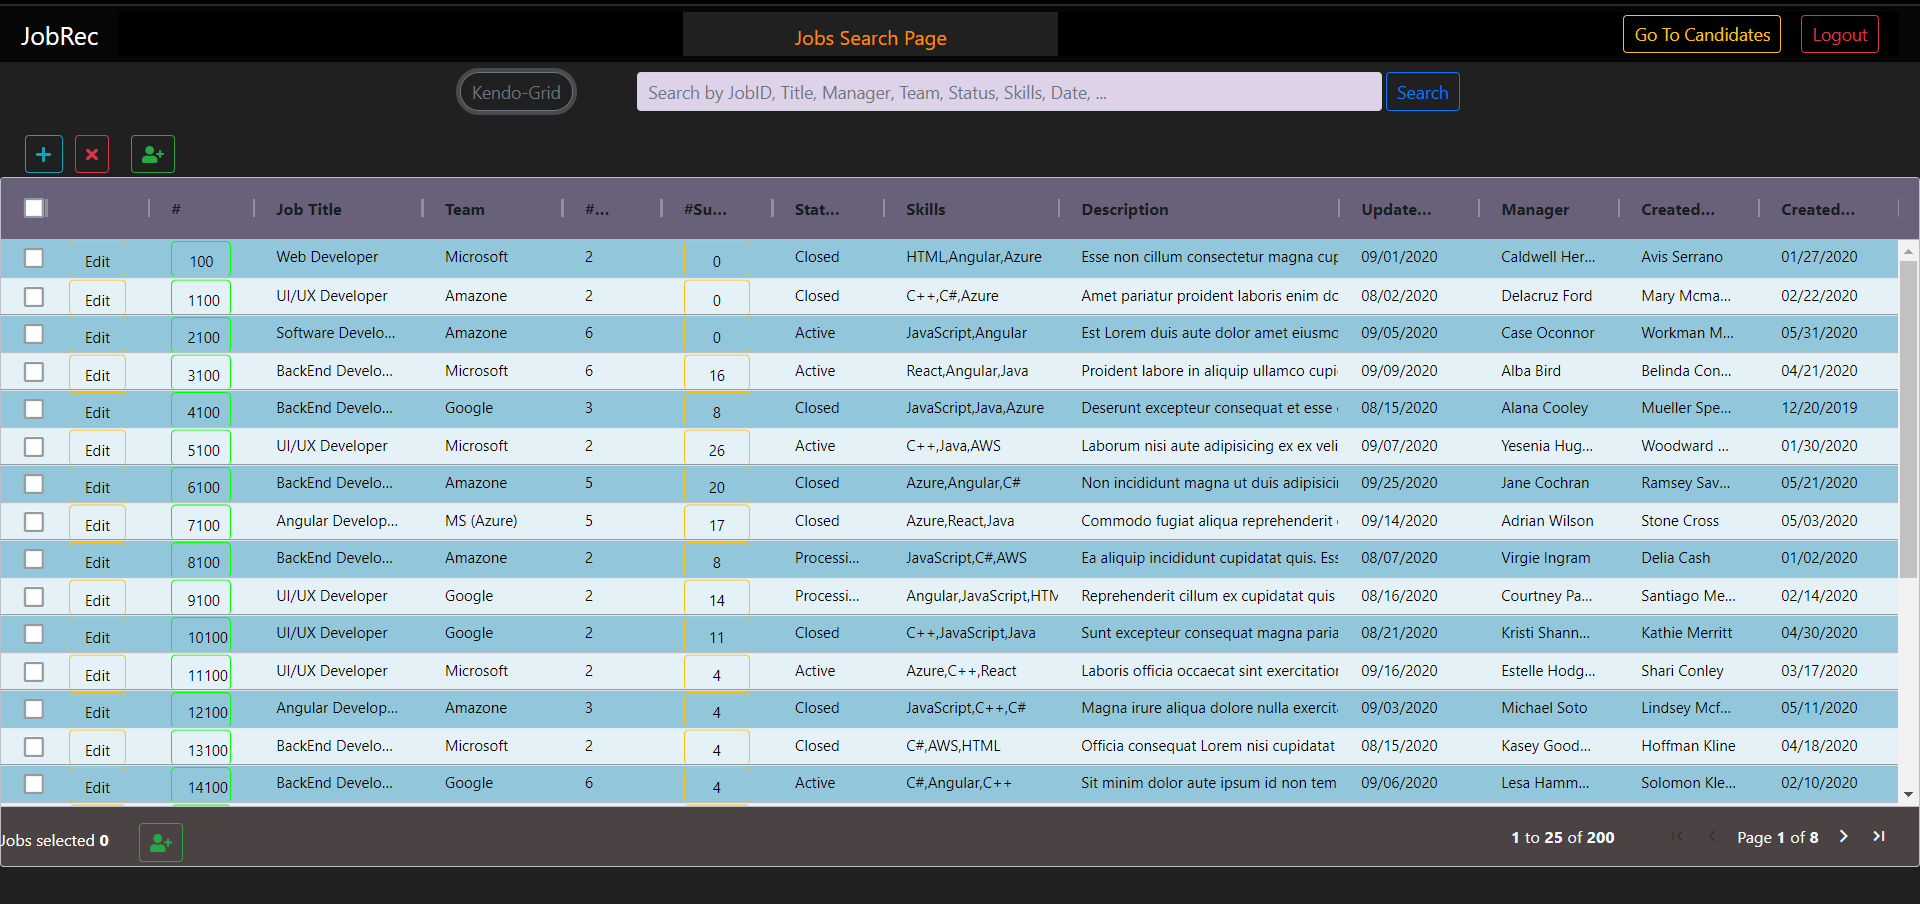 JobRec Jobs Search Page Go To Candidates Logout
Kendo-Grid Search by JobID, Title, Manager, Team, Status, Skills, Date, ... Search
# Job Title Team #... #Su... Stat... Skills Description Update... Manager Created... Created...
Edit 100 Web Developer Microsoft 2 0 Closed HTML,Angular,Azure Esse non cillum consectetur magna cup 09/01/2020 Caldwell Her... Avis Serrano 01/27/2020
Edit 1100 UI/UX Developer Amazone 2 0 Closed C++,C#,Azure Amet pariatur proident laboris enim do 08/02/2020 Delacruz Ford Mary Mcma... 02/22/2020
Edit 2100 Software Develo... Amazone 6 0 Active JavaScript,Angular Est Lorem duis aute dolor amet eiusmo 09/05/2020 Case Oconnor Workman M... 05/31/2020
Edit 3100 BackEnd Develo... Microsoft 6 16 Active React,Angular,Java Proident labore in aliquip ullamco cupi 09/09/2020 Alba Bird Belinda Con... 04/21/2020
Edit 4100 BackEnd Develo... Google 3 8 Closed JavaScript,Java,Azure Deserunt excepteur consequat et esse 08/15/2020 Alana Cooley Mueller Spe... 12/20/2019
Edit 5100 UI/UX Developer Microsoft 2 26 Active C++,Java,AWS Laborum nisi aute adipisicing ex ex veli 09/07/2020 Yesenia Hug... Woodward ... 01/30/2020
Edit 6100 BackEnd Develo... Amazone 5 20 Closed Azure,Angular,C# Non incididunt magna ut duis adipisicin 09/25/2020 Jane Cochran Ramsey Sav... 05/21/2020
Edit 7100 Angular Develop... MS (Azure) 5 17 Closed Azure,React,Java Commodo fugiat aliqua reprehenderit 09/14/2020 Adrian Wilson Stone Cross 05/03/2020
Edit 8100 BackEnd Develo... Amazone 2 8 Processi... JavaScript,C#,AWS Ea aliquip incididunt cupidatat quis. Ess 08/07/2020 Virgie Ingram Delia Cash 01/02/2020
Edit 9100 UI/UX Developer Google 2 14 Processi... Angular,JavaScript,HTM Reprehenderit cillum ex cupidatat quis 08/16/2020 Courtney Pa... Santiago Me... 02/14/2020
Edit 10100 UI/UX Developer Google 2 11 Closed C++,JavaScript,Java Sunt excepteur consequat magna paria 08/21/2020 Kristi Shann... Kathie Merritt 04/30/2020
Edit 11100 UI/UX Developer Microsoft 2 4 Active Azure,C++,React Laboris officia occaecat sint exercitation 09/16/2020 Estelle Hodg... Shari Conley 03/17/2020
Edit 12100 Angular Develop... Amazone 3 4 Closed JavaScript,C++,C# Magna irure aliqua dolore nulla exercit 09/03/2020 Michael Soto Lindsey Mcf... 05/11/2020
Edit 13100 BackEnd Develo... Microsoft 2 4 Closed C#,AWS,HTML Officia consequat Lorem nisi cupidatat 08/15/2020 Kasey Good... Hoffman Kline 04/18/2020
Edit 14100 BackEnd Develo... Google 6 4 Active C#,Angular,C++ Sit minim dolor aute ipsum id non tem 09/06/2020 Lesa Hamm... Solomon Kle... 02/10/2020
Jobs selected 0 1 to 25 of 200 Page 1 of 8